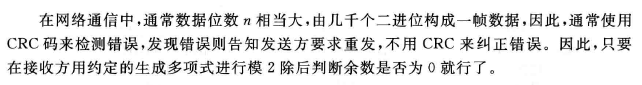 在网络通信中,通常数据位数 n 相当大,由几千个二进位构成一帧数据,因此,通常使用
CRC 码来检测错误,发现错误则告知发送方要求重发,不用 CRC 来纠正错误。因此,只要
在接收方用约定的生成多项式进行模 2 除后判断余数是否为 0 就行了。